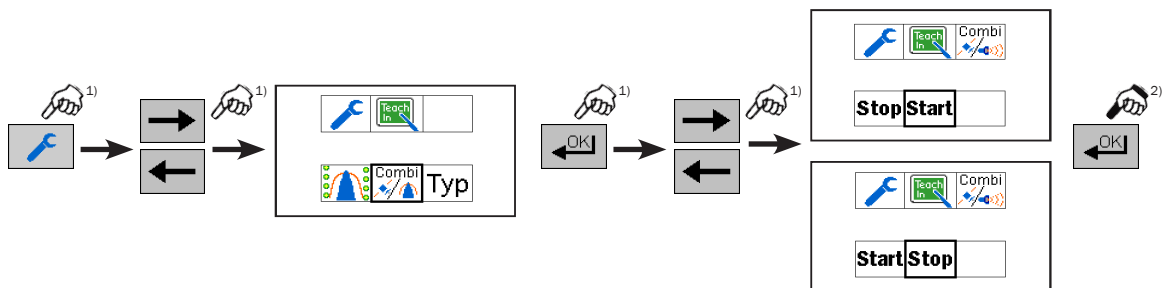 1)
1)
Teach
In
Combi
Typ
1)
OK
1)
Teach
In
Combi
Stop Start
Teach
In
Combi
Start Stop
2)
OK